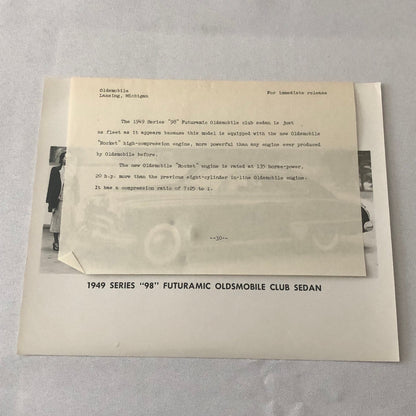 Oldsmobile
Lansing, Michigan
For immediate release
The 1949 Series "98" Futuramic Oldsmobile club sedan is just
as fleet as it appears because this model is equipped with the new Oldsmobile
"Rocket" high-compression engine, more powerful than any engine ever produced
by Oldsmobile before.
The new Oldsmobile "Rocket" engine is rated at 135 horse-power,
20 h.p. more than the previous eight-cylinder in-line Oldsmobile engine.
It has a compression ratio of 7:25 to 1.
--30--
1949 SERIES "98" FUTURAMIC OLDSMOBILE CLUB SEDAN